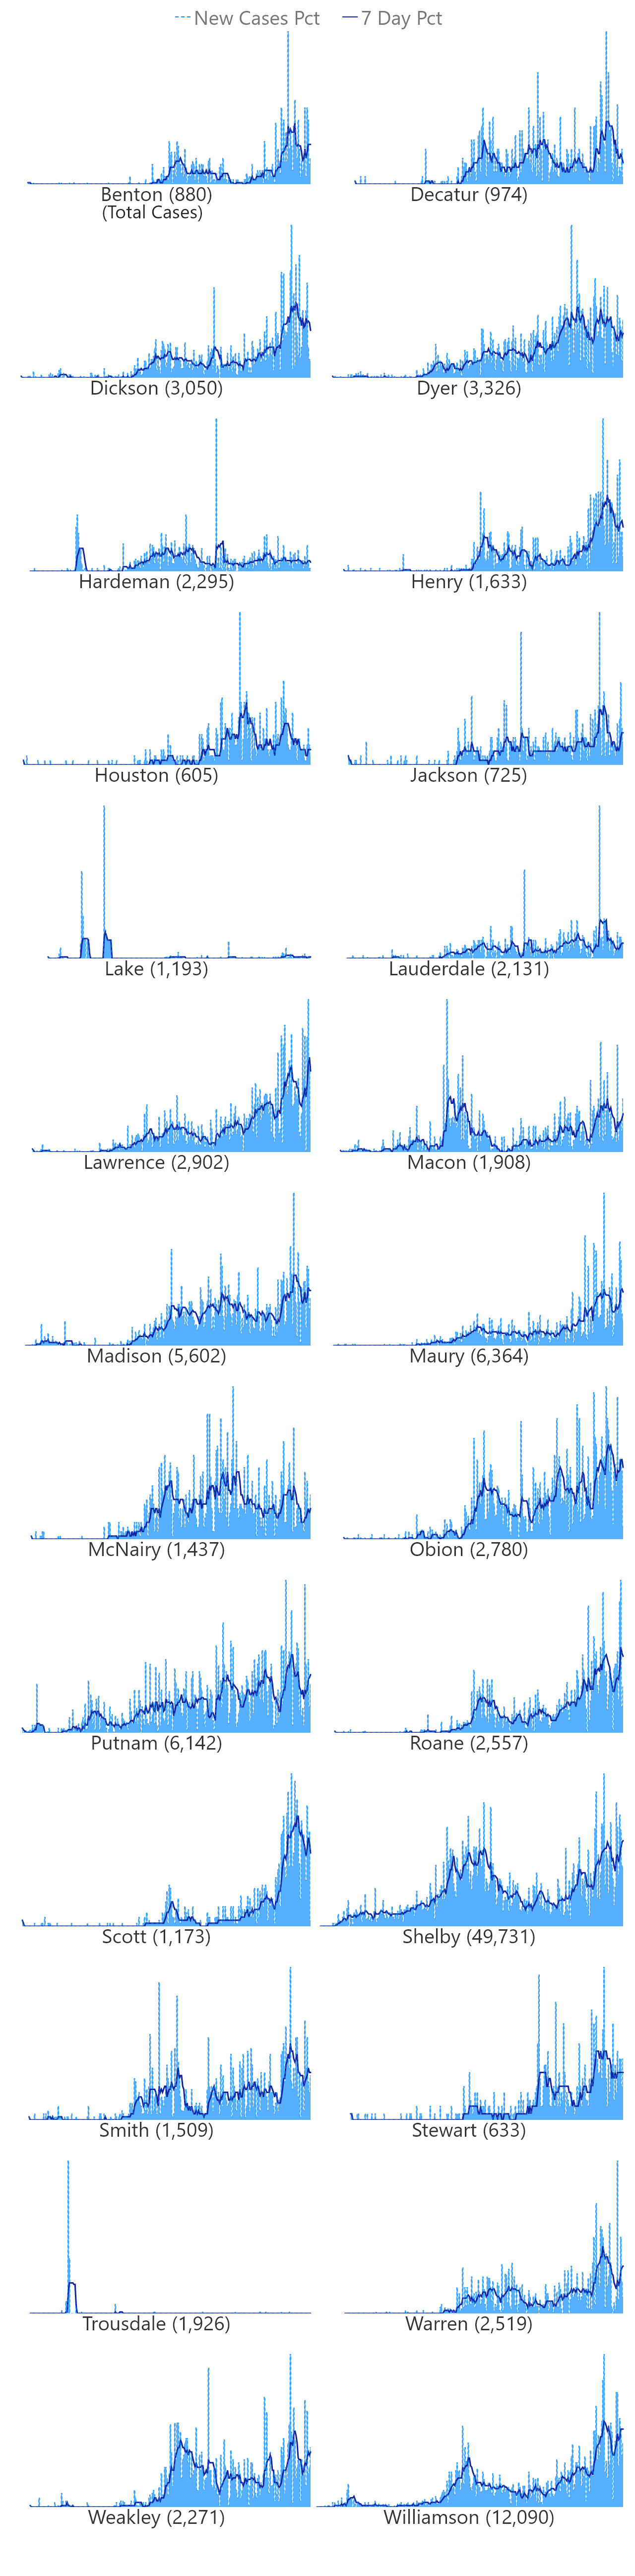 New Cases Pct 7 Day Pct
Benton (880) Decatur (974)
(Total Cases)
Dickson (3,050) Dyer (3,326)
Hardeman (2,295) Henry (1,633)
Houston (605) Jackson (725)
Lake (1,193) Lauderdale (2,131)
Lawrence (2,902) Macon (1,908)
Madison (5,602) Maury (6,364)
McNairy (1,437) Obion (2,780)
Putnam (6,142) Roane (2,557)
Scott (1,173) Shelby (49,731)
Smith (1,509) Stewart (633)
Trousdale (1,926) Warren (2,519)
Weakley (2,271) Williamson (12,090)